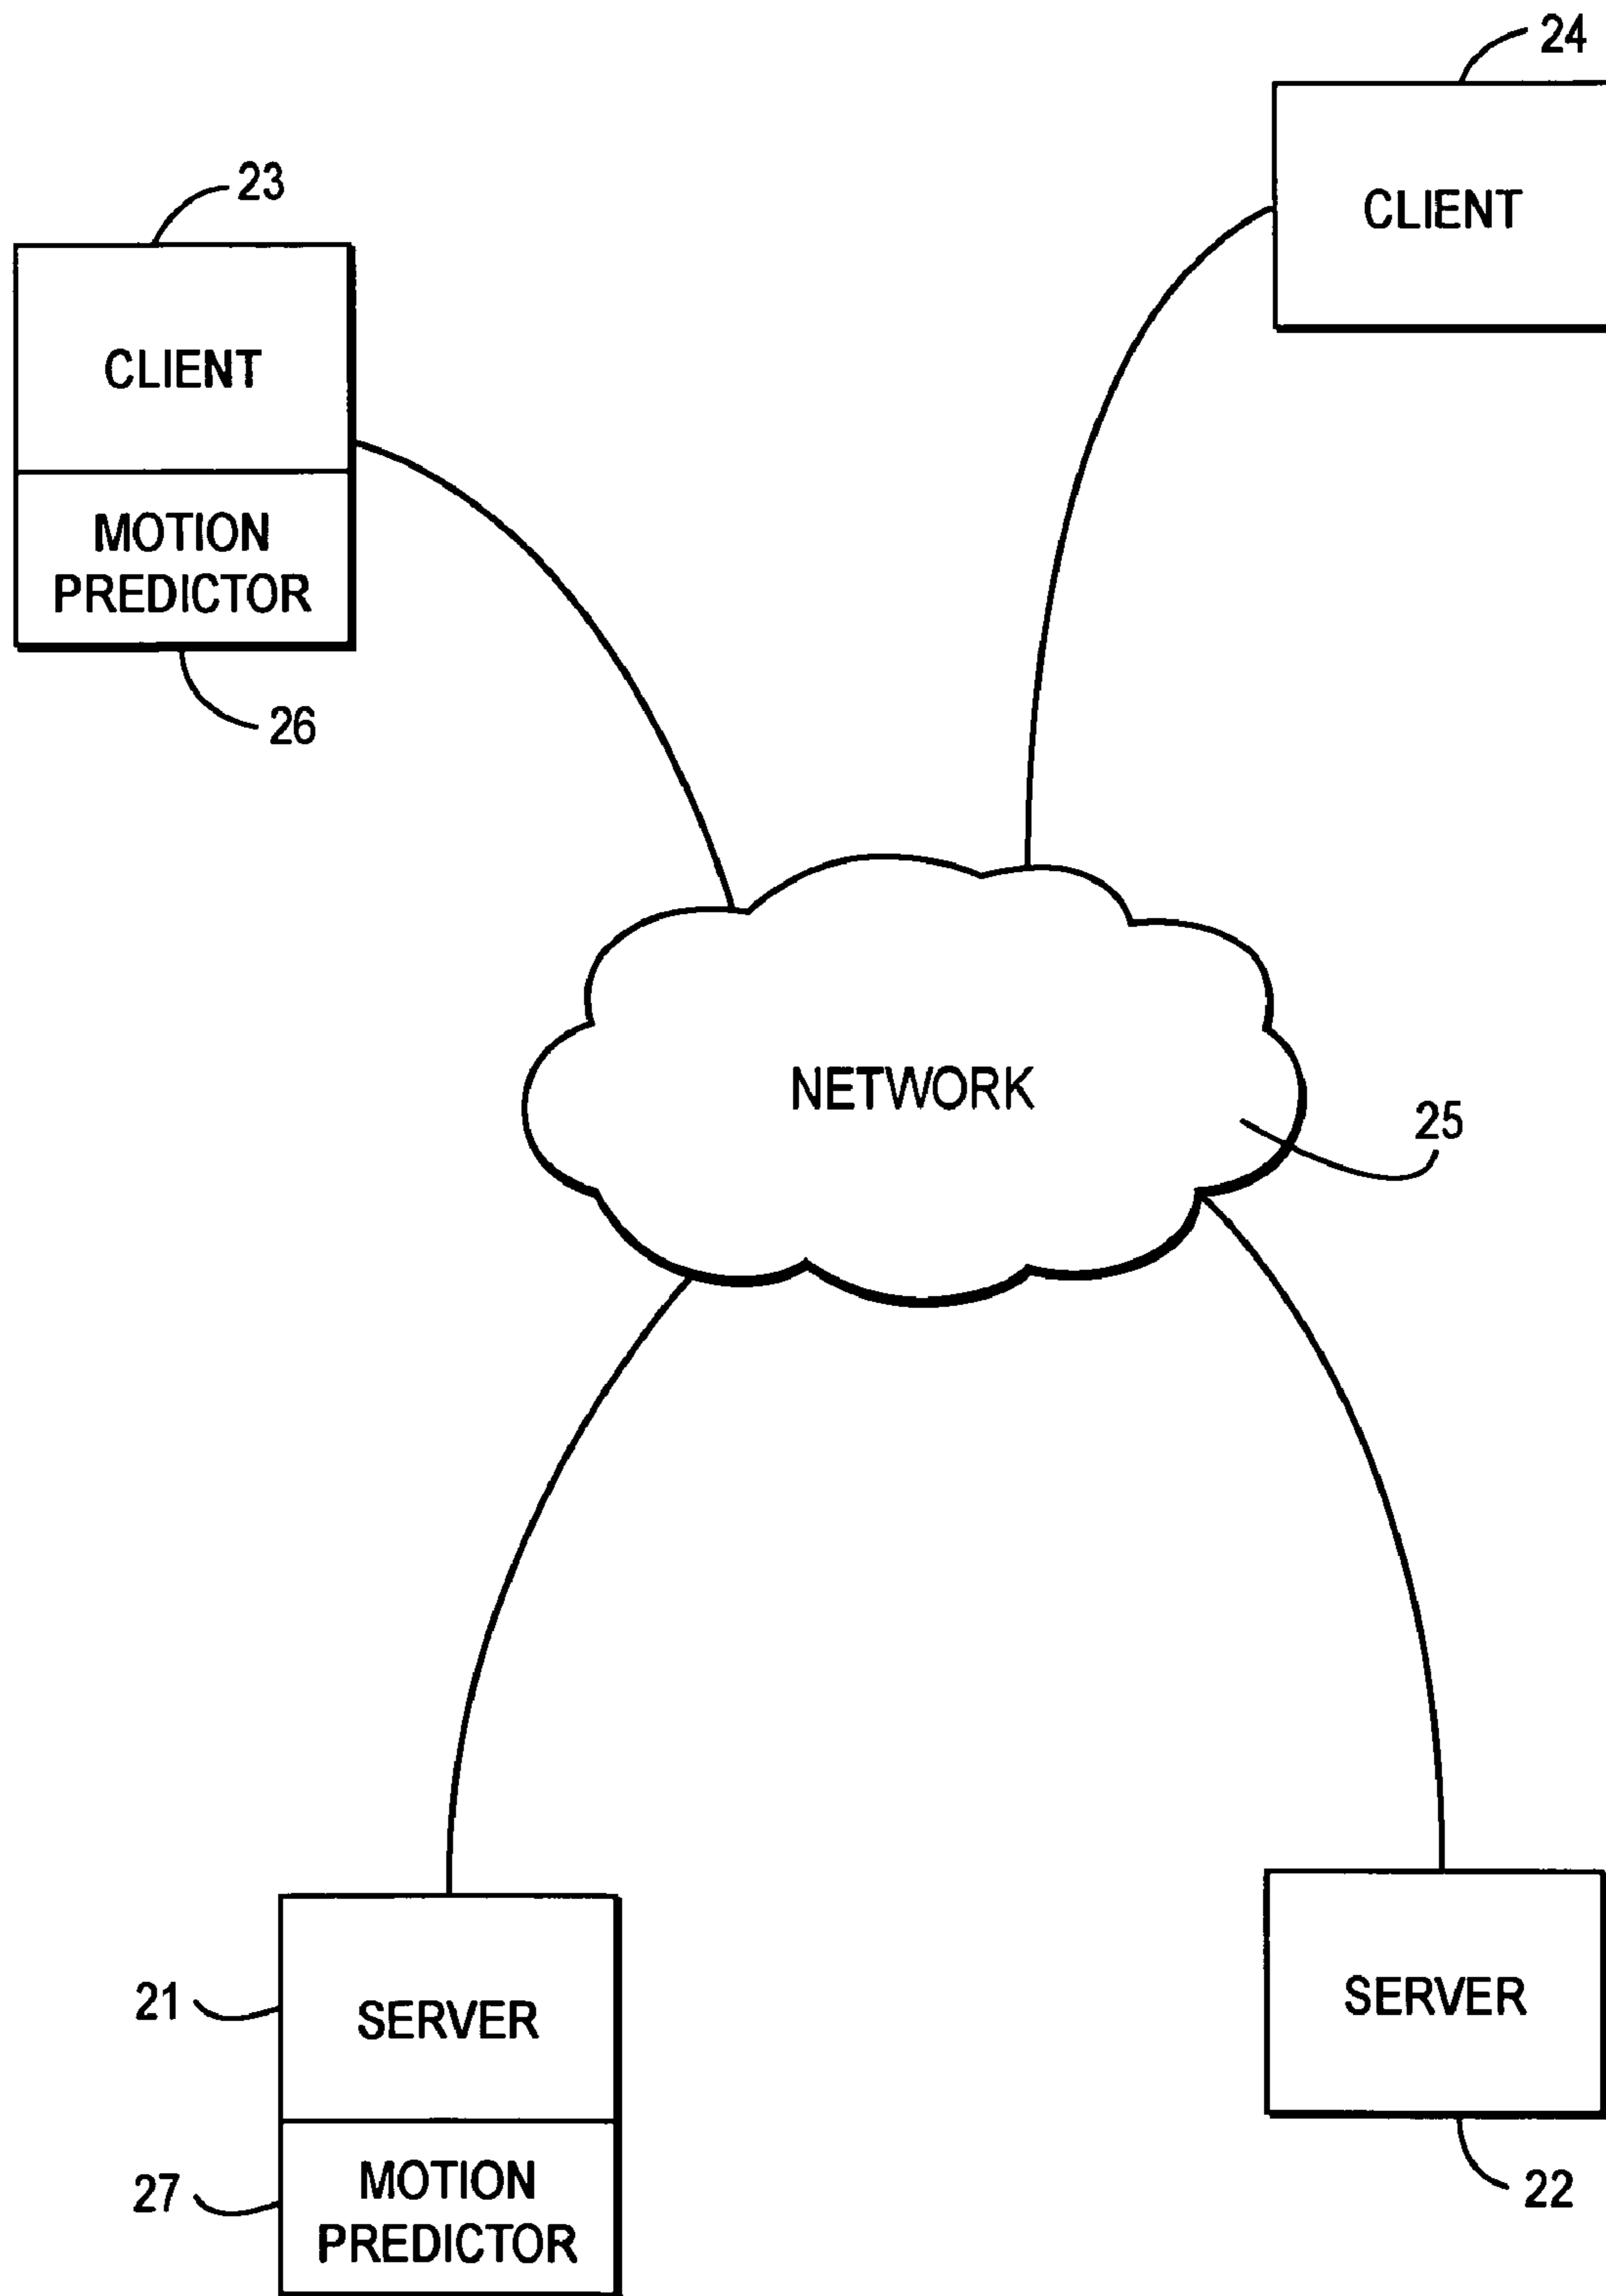 24
CLIENT
23
CLIENT
MOTION
PREDICTOR
26
NETWORK
25
21
SERVER
27
MOTION
PREDICTOR
SERVER
22